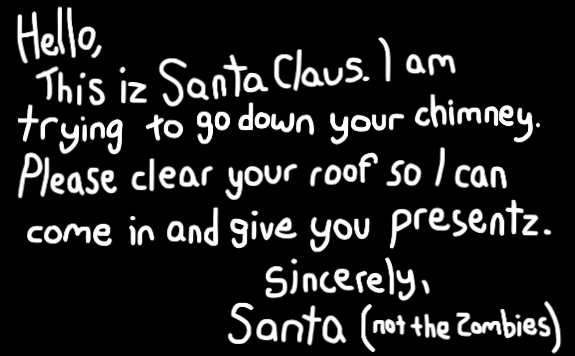 Hello,
This iz Santa Claus. I am
trying to go down your chimney.
Please clear your roof so I can
come in and give you presentz.
Sincerely,
Santa (not the Zombies)